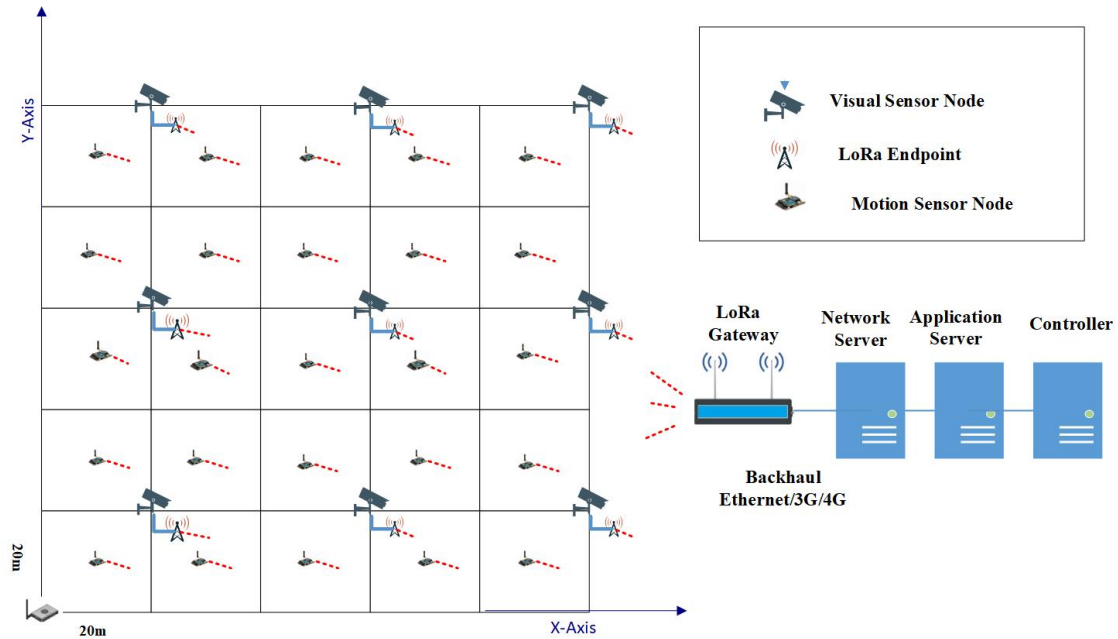 Y-Axis
Visual Sensor Node
LoRa Endpoint
Motion Sensor Node
LoRa
Gateway
Network
Server
Application
Server
Controller
Backhaul
Ethernet/3G/4G
20m
20m
X-Axis